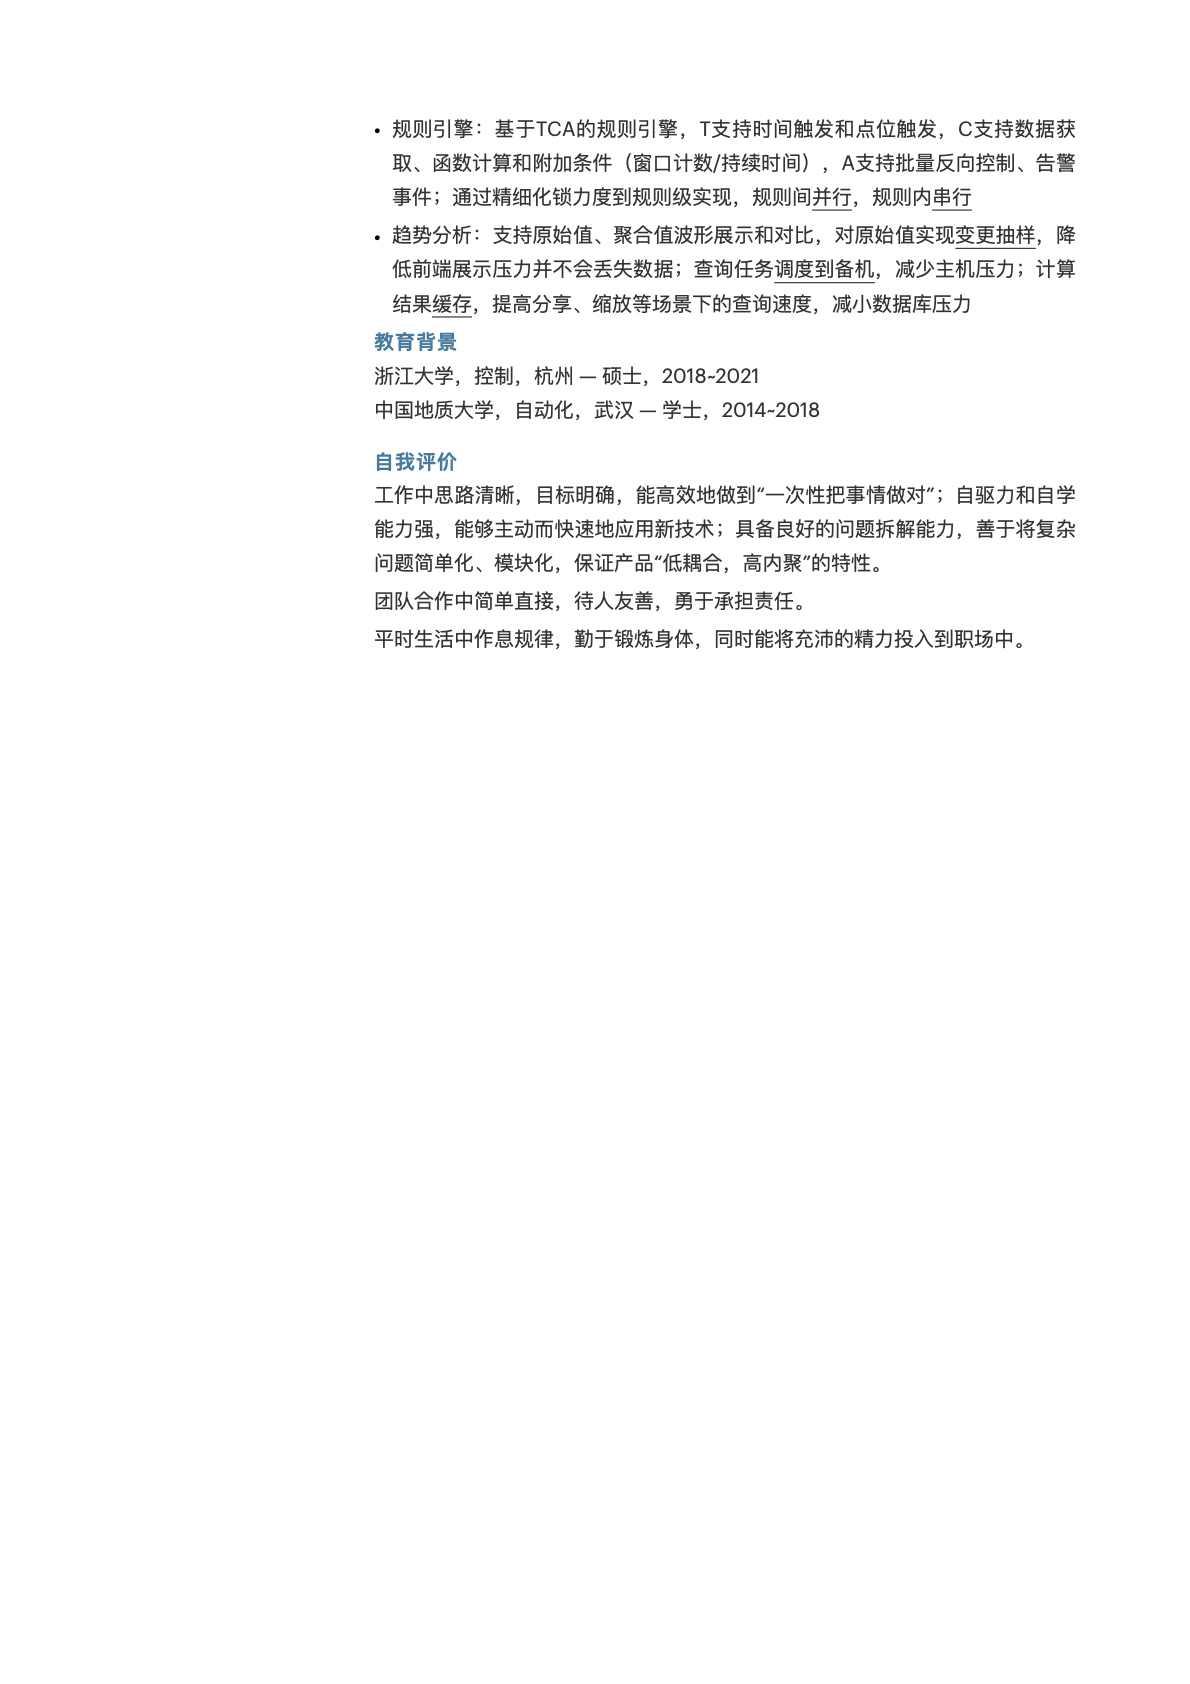 • 规则引擎：基于TCA的规则引擎，T支持时间触发和点位触发，C支持数据获
取、函数计算和附加条件（窗口计数/持续时间），A支持批量反向控制、告警
事件；通过精细化锁力度到规则级实现，规则间并行，规则内串行
• 趋势分析：支持原始值、聚合值波形展示和对比，对原始值实现变更抽样，降
低前端展示压力并不会丢失数据；查询任务调度到备机，减少主机压力；计算
结果缓存，提高分享、缩放等场景下的查询速度，减小数据库压力
教育背景
浙江大学，控制，杭州 — 硕士，2018~2021
中国地质大学，自动化，武汉 — 学士，2014~2018
自我评价
工作中思路清晰，目标明确，能高效地做到“一次性把事情做对”；自驱力和自学
能力强，能够主动而快速地应用新技术；具备良好的问题拆解能力，善于将复杂
问题简单化、模块化，保证产品“低耦合，高内聚”的特性。
团队合作中简单直接，待人友善，勇于承担责任。
平时生活中作息规律，勤于锻炼身体，同时能将充沛的精力投入到职场中。